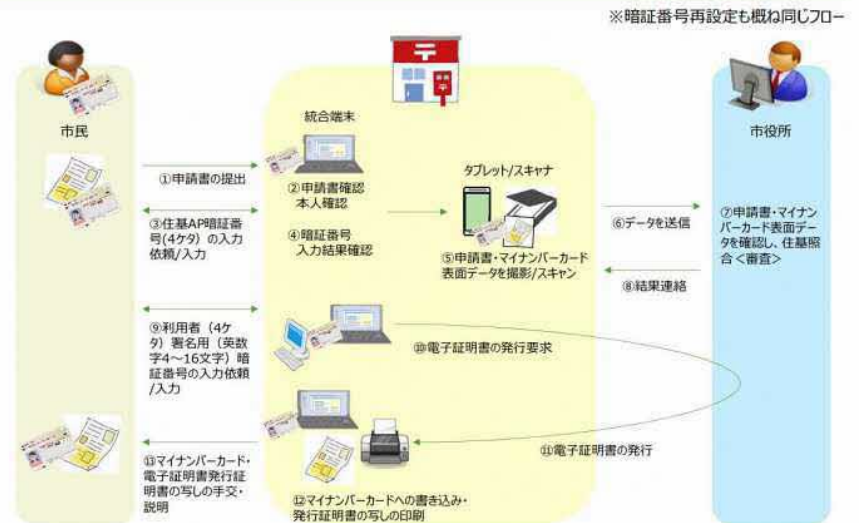 ※暗証番号再設定も概ね同じフロー
市民
統合端末
市役所
①申請書の提出
②申請書確認
本人確認
③住基AP暗証番
号(4ケタ）の入力
依頼/入力
④暗証番号
入力結果確認
タブレット/スキャナ
⑤申請書・マイナンバーカード
表面データを撮影/スキャン
⑥データを送信
⑦申請書・マイナン
バーカード表面デー
タを確認し、住基照
合＜審査＞
⑧結果連絡
⑨利用者（4ケ
タ）署名用（英数
字4～16文字）暗
証番号の入力依頼
/入力
⑩電子証明書の発行要求
⑪電子証明書の発行
⑫マイナンバーカードへの書き込み・
発行証明書の写しの印刷
⑬マイナンバーカード・
電子証明書発行証
明書の写しの手交・
説明